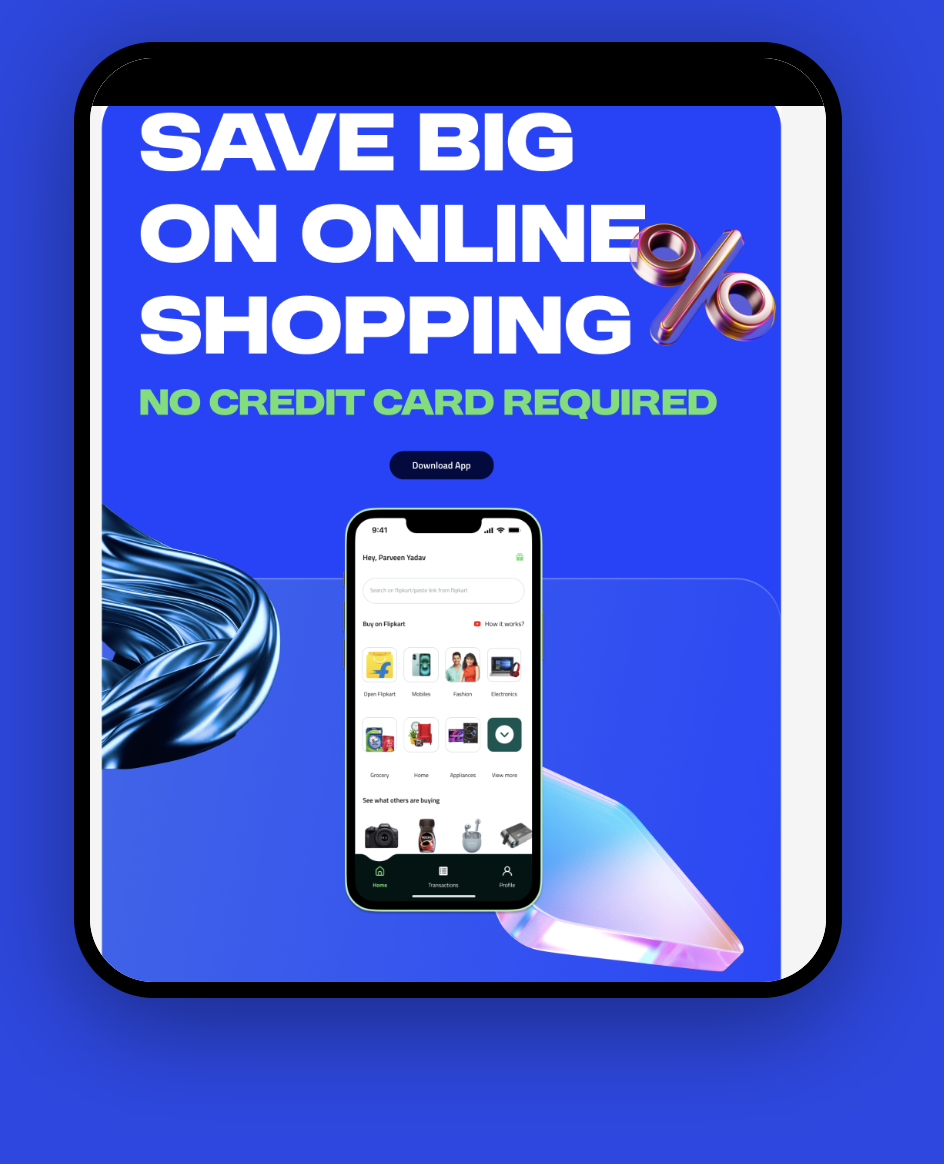 SAVE BIG
ON ONLINE
SHOPPING
NO CREDIT CARD REQUIRED
Download App
9:41
Hey, Parveen Yadav
Search on flipkart/paste link from flipkart
Buy on Flipkart
How it works?
Open Flipkart Mobiles Fashion Electronics
Grocery Home Appliances View more
See what others are buying
Home Transactions Profile